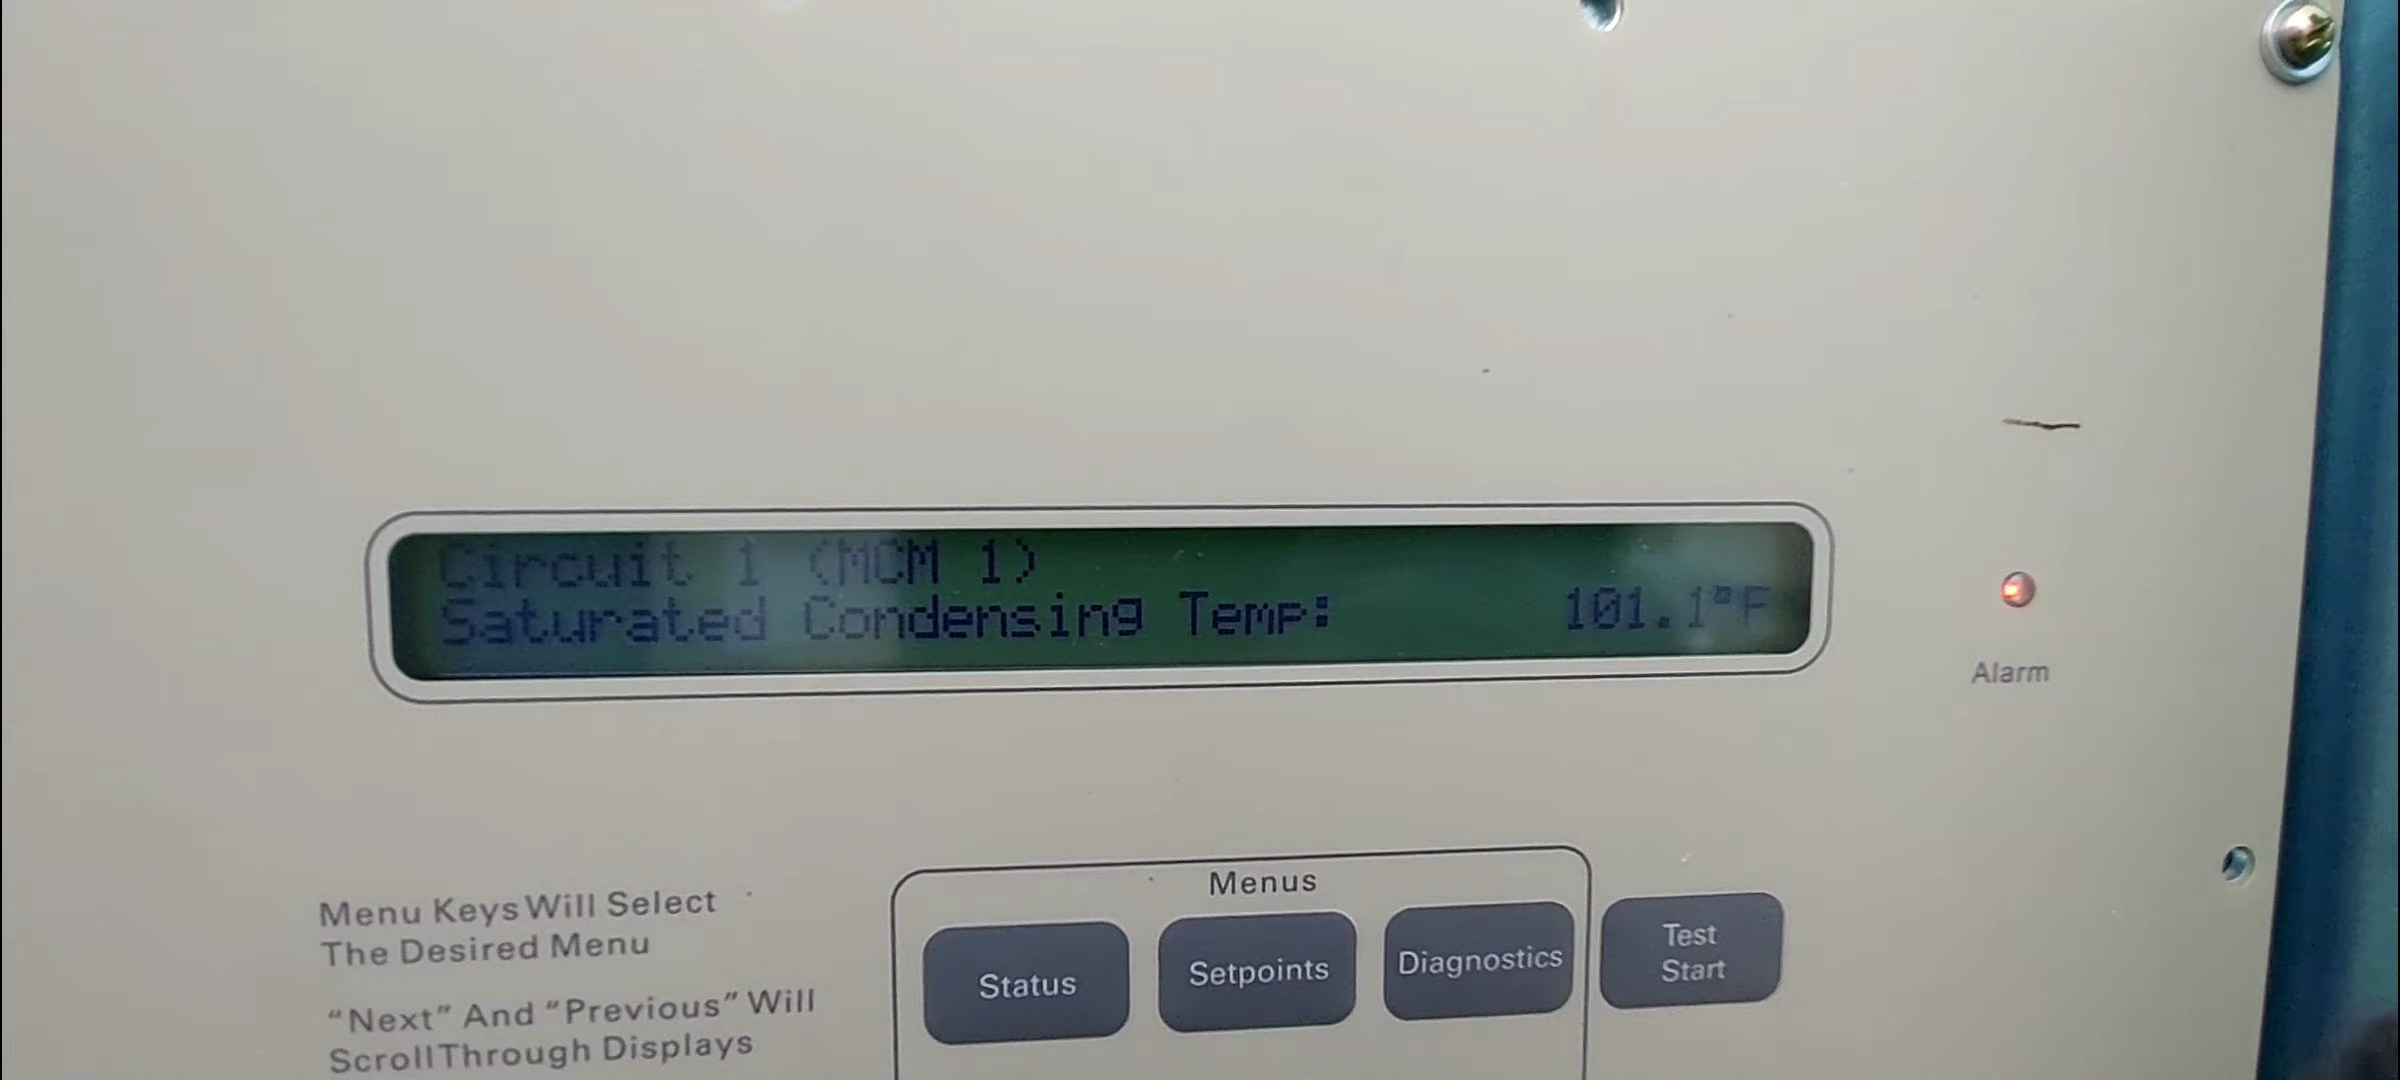 Circuit 1 (MCM 1)
Saturated Condensing Temp: 101.1°F
Alarm
Menu Keys Will Select
The Desired Menu
"Next" And "Previous" Will
Scroll Through Displays
Menus
Status
Setpoints
Diagnostics
Test
Start